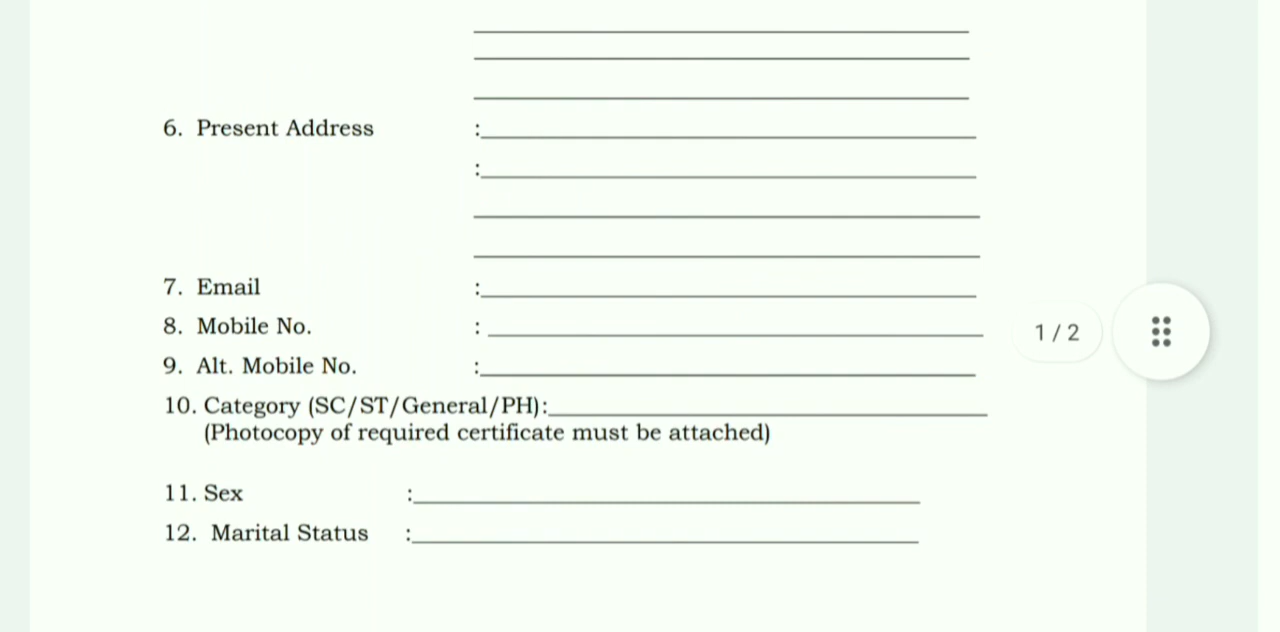 6. Present Address :
:
7. Email :
8. Mobile No. :
9. Alt. Mobile No. :
10. Category (SC/ST/General/PH):
(Photocopy of required certificate must be attached)
11. Sex :
12. Marital Status :
1 / 2